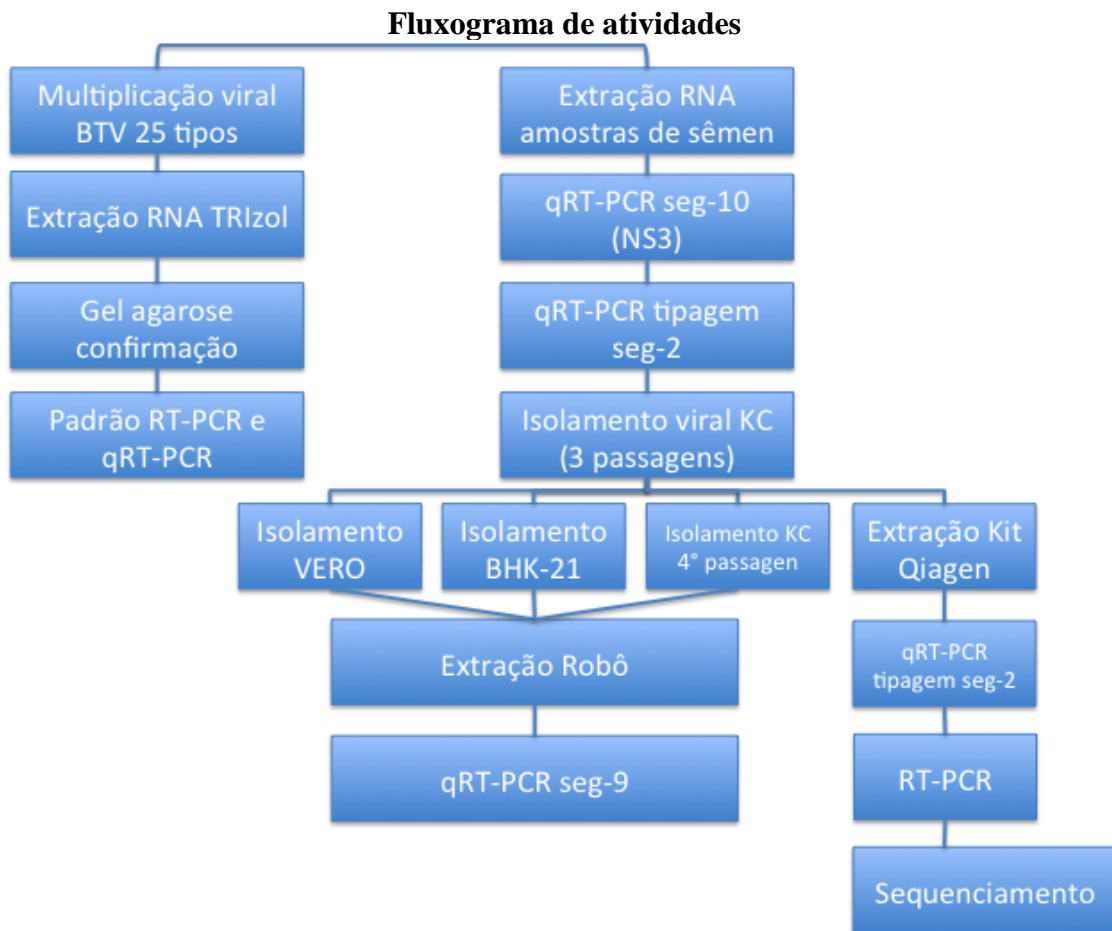 Fluxograma de atividades
Multiplicação viral
BTV 25 tipos
Extração RNA TRIzol
Gel agarose
confirmação
Padrão RT-PCR e
qRT-PCR
Extração RNA
amostras de sêmen
qRT-PCR seg-10
(NS3)
qRT-PCR tipagem
seg-2
Isolamento viral KC
(3 passagens)
Isolamento
VERO
Isolamento
BHK-21
Isolamento KC
4° passagen
Extração Robô
qRT-PCR seg-9
Extração Kit
Qiagen
qRT-PCR
tipagem seg-2
RT-PCR
Sequenciamento